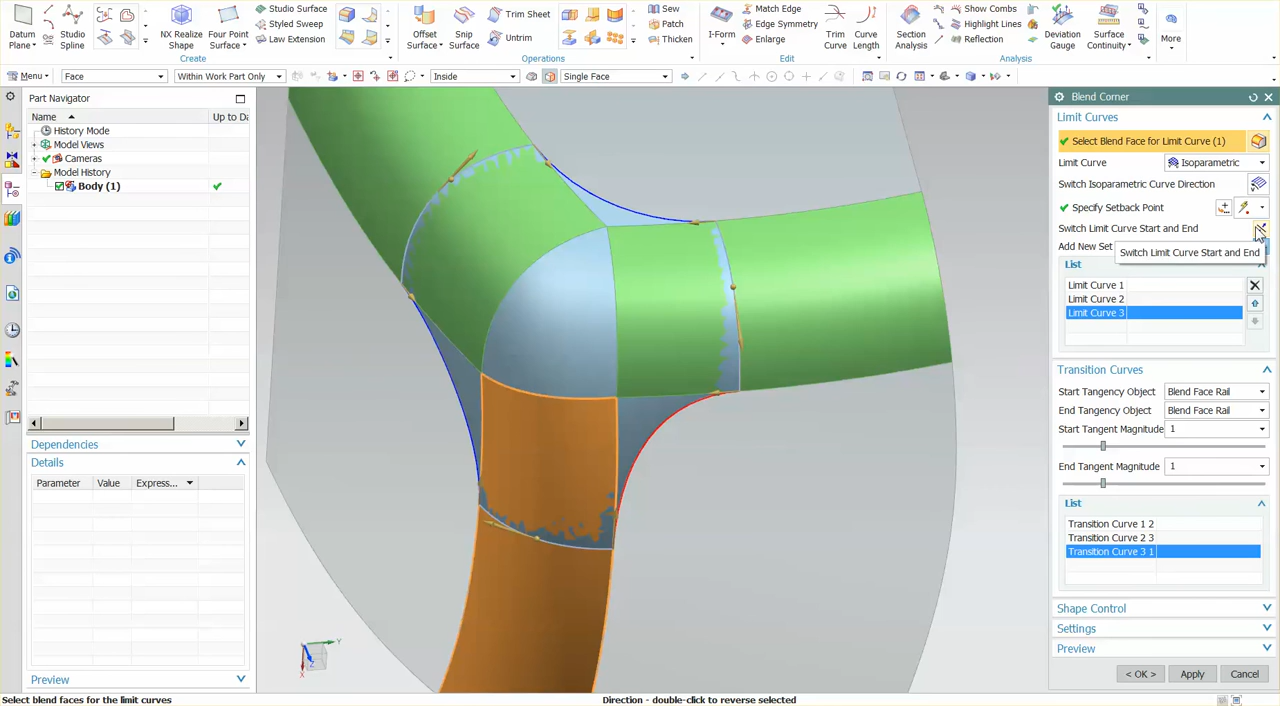 Datum Plane
Studio Spline
NX Realize Shape
Four Point Surface
Studio Surface
Styled Sweep
Law Extension
Create
Offset Surface
Snip Surface
Trim Sheet
Untrim
Sew
Patch
Thicken
Operations
I-Form
Match Edge
Edge Symmetry
Enlarge
Trim Curve
Curve Length
Edit
Section Analysis
Show Combs
Highlight Lines
Reflection
Deviation Gauge
Surface Continuity
Analysis
More
Menu
Face
Within Work Part Only
Inside
Single Face
Part Navigator
Name
Up to Da
History Mode
Model Views
Cameras
Model History
Body (1)
Dependencies
Details
Parameter
Value
Express...
Preview
Blend Corner
Limit Curves
Select Blend Face for Limit Curve (1)
Limit Curve
Isoparametric
Switch Isoparametric Curve Direction
Specify Setback Point
Switch Limit Curve Start and End
Add New Set
Switch Limit Curve Start and End
List
Limit Curve 1
Limit Curve 2
Limit Curve 3
Transition Curves
Start Tangency Object
Blend Face Rail
End Tangency Object
Blend Face Rail
Start Tangent Magnitude
1
End Tangent Magnitude
1
List
Transition Curve 1 2
Transition Curve 2 3
Transition Curve 3 1
Shape Control
Settings
Preview
< OK >
Apply
Cancel
Y
Z
X
Select blend faces for the limit curves
Direction - double-click to reverse selected